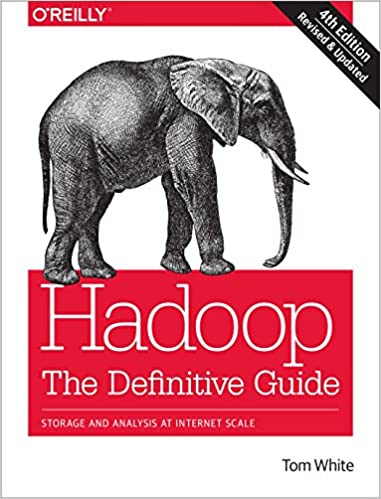 O'REILLY®
4th Edition
Revised & Updated
Hadoop
The Definitive Guide
STORAGE AND ANALYSIS AT INTERNET SCALE
Tom White